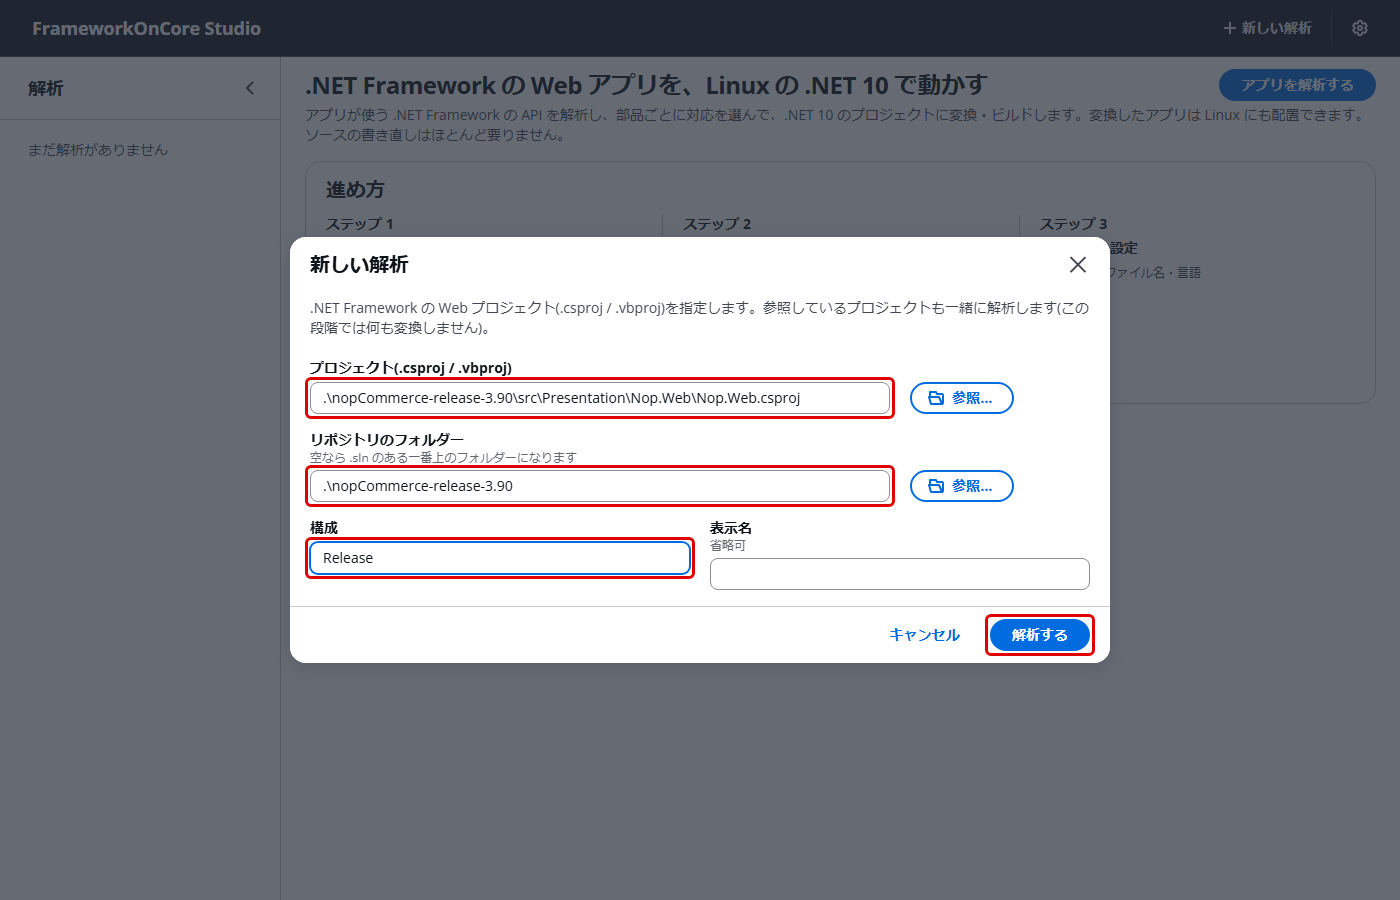 FrameworkOnCore Studio
新しい解析
解析
まだ解析がありません
.NET Framework の Web アプリを、Linux の .NET 10 で動かす
アプリを解析する
アプリが使う .NET Framework の API を解析し、部品ごとに対応を選んで、.NET 10 のプロジェクトに変換・ビルドします。変換したアプリは Linux にも配置できます。
ソースの書き直しはほとんど要りません。
進め方
ステップ 1
ステップ 2
ステップ 3
設定
ファイル名・言語
新しい解析
.NET Framework の Web プロジェクト(.csproj / .vbproj)を指定します。参照しているプロジェクトも一緒に解析します(この
段階では何も変換しません)。
プロジェクト(.csproj / .vbproj)
.\nopCommerce-release-3.90\src\Presentation\Nop.Web\Nop.Web.csproj
参照...
リポジトリのフォルダー
空なら .sln のある一番上のフォルダーになります
.\nopCommerce-release-3.90
参照...
構成
Release
表示名
省略可
キャンセル
解析する